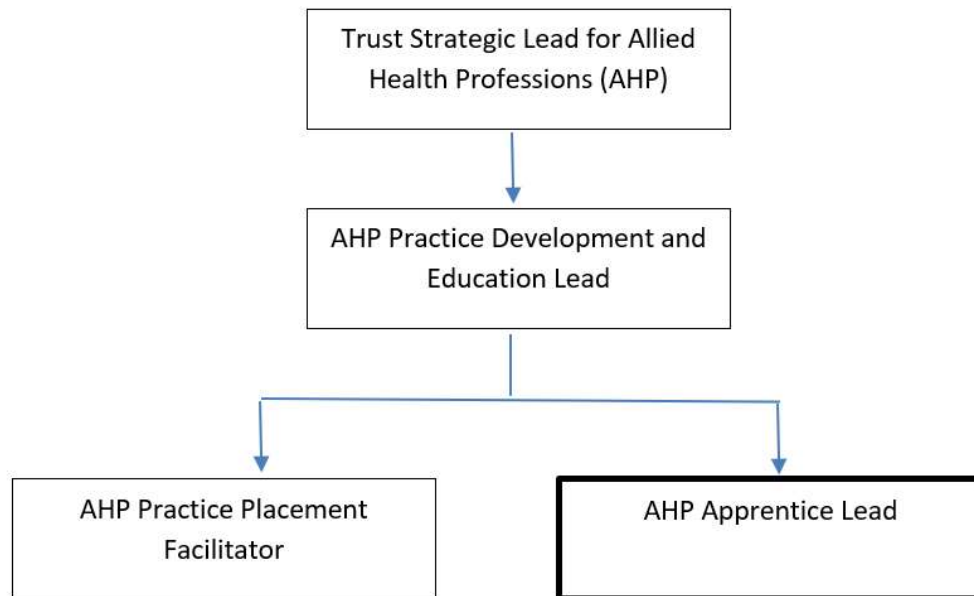 Trust Strategic Lead for Allied
Health Professions (AHP)
AHP Practice Development and
Education Lead
AHP Practice Placement
Facilitator
AHP Apprentice Lead